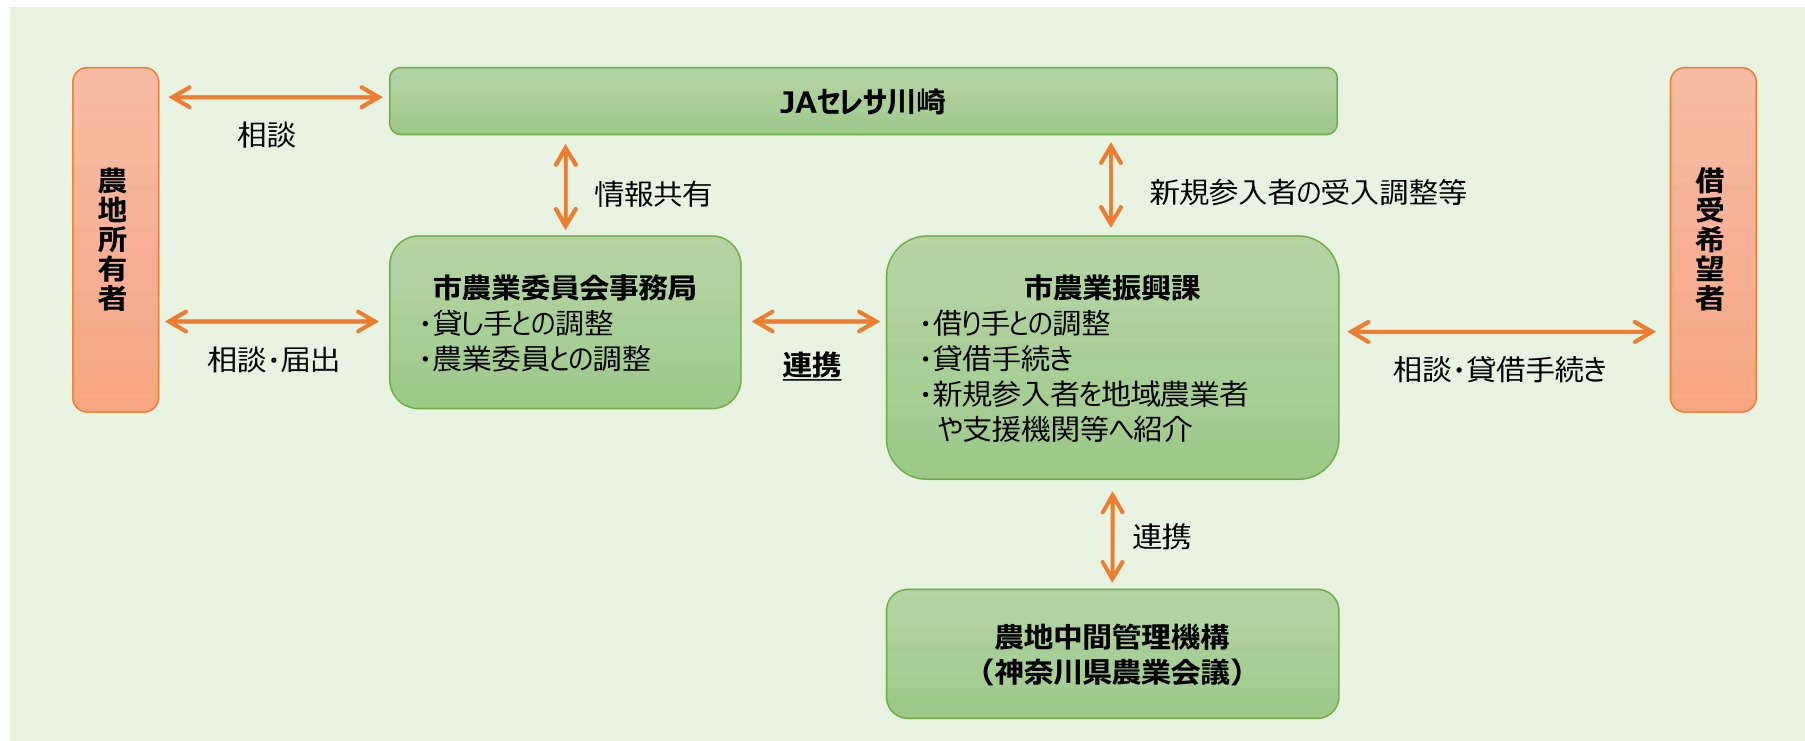 JAセレサ川崎
相談
農地所有者
情報共有
新規参入者の受入調整等
借受希望者
市農業委員会事務局
・貸し手との調整
・農業委員との調整
相談・届出
連携
市農業振興課
・借り手との調整
・貸借手続き
・新規参入者を地域農業者
や支援機関等へ紹介
相談・貸借手続き
連携
農地中間管理機構
（神奈川県農業会議）